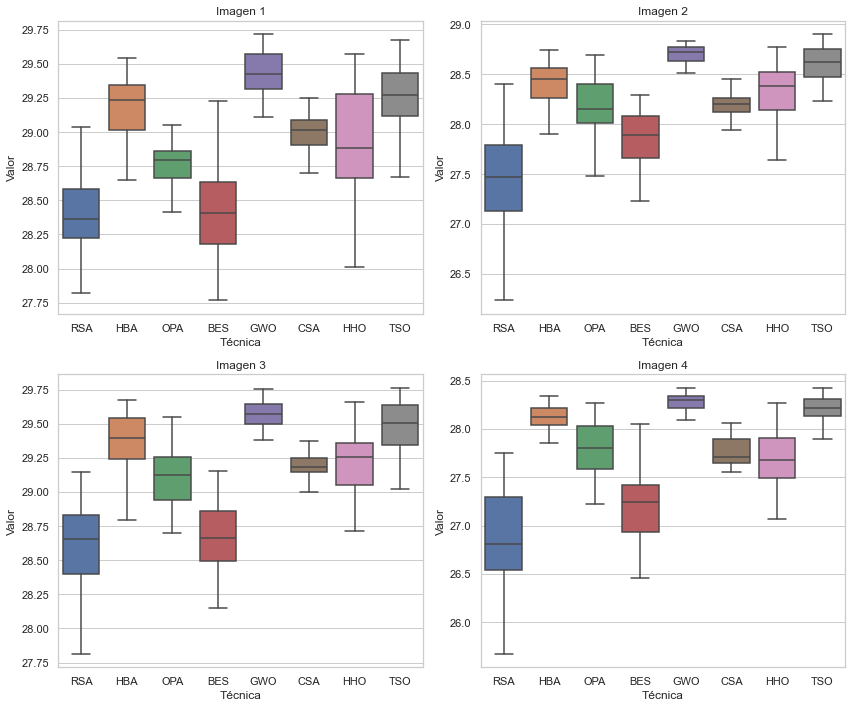 Imagen 1
29.75
29.50
29.25
29.00
28.75
28.50
28.25
28.00
27.75
Valor
RSA HBA OPA BES GWO CSA HHO TSO
Técnica
Imagen 2
29.0
28.5
28.0
27.5
27.0
26.5
Valor
RSA HBA OPA BES GWO CSA HHO TSO
Técnica
Imagen 3
29.75
29.50
29.25
29.00
28.75
28.50
28.25
28.00
27.75
Valor
RSA HBA OPA BES GWO CSA HHO TSO
Técnica
Imagen 4
28.5
28.0
27.5
27.0
26.5
26.0
Valor
RSA HBA OPA BES GWO CSA HHO TSO
Técnica